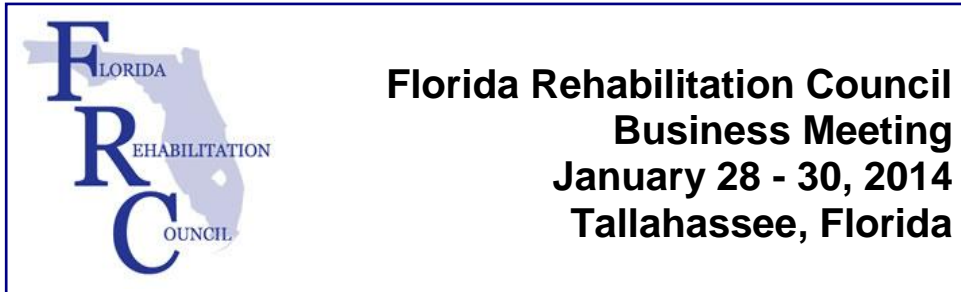 FLORIDA
REHABILITATION
COUNCIL
Florida Rehabilitation Council
Business Meeting
January 28 - 30, 2014
Tallahassee, Florida